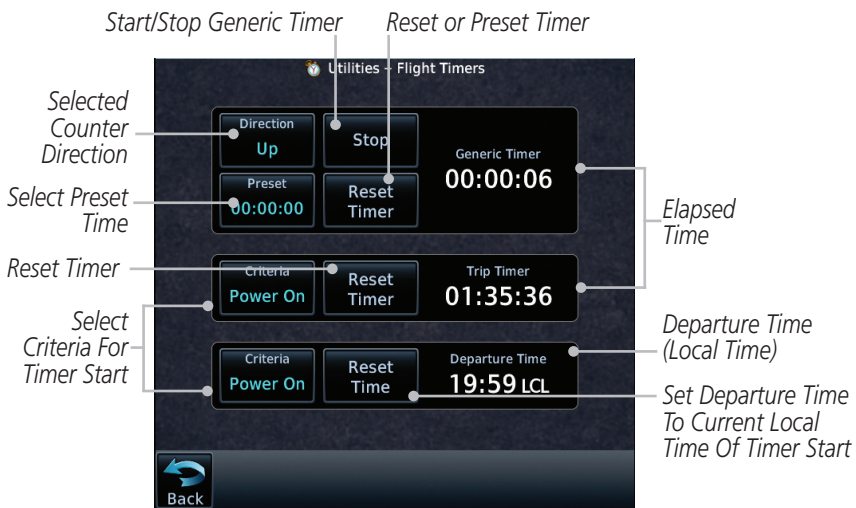 Start/Stop Generic Timer
Reset or Preset Timer
Utilities – Flight Timers
Selected
Counter
Direction
Direction
Up
Stop
Generic Timer
00:00:06
Select Preset
Time
Preset
00:00:00
Reset
Timer
Elapsed
Time
Reset Timer
Criteria
Power On
Reset
Timer
Trip Timer
01:35:36
Select
Criteria For
Timer Start
Departure Time
(Local Time)
Criteria
Power On
Reset
Time
Departure Time
19:59 LCL
Set Departure Time
To Current Local
Time Of Timer Start
Back